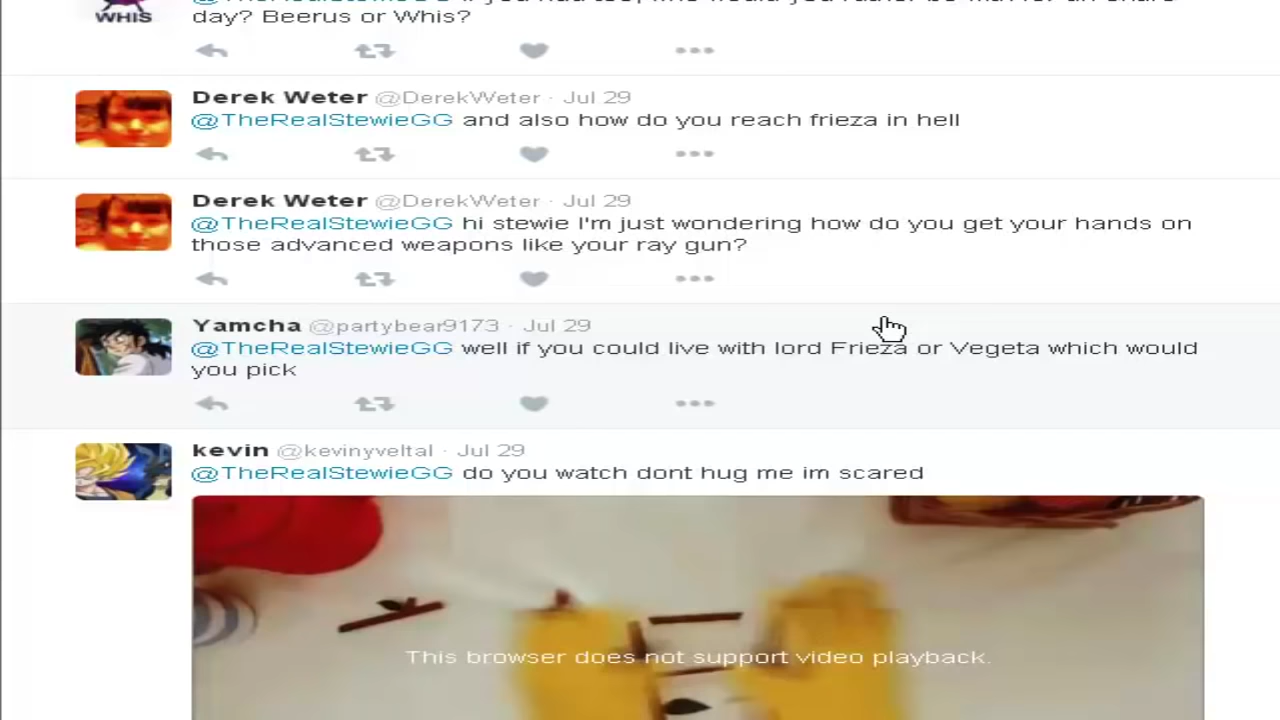 WHIS
day? Beerus or Whis?
Derek Weter @DerekWeter · Jul 29
@TheRealStewieGG and also how do you reach frieza in hell
Derek Weter @DerekWeter · Jul 29
@TheRealStewieGG hi stewie I'm just wondering how do you get your hands on
those advanced weapons like your ray gun?
Yamcha @partybear9173 · Jul 29
@TheRealStewieGG well if you could live with lord Frieza or Vegeta which would
you pick
kevin @kevinyveltal · Jul 29
@TheRealStewieGG do you watch dont hug me im scared
This browser does not support video playback.